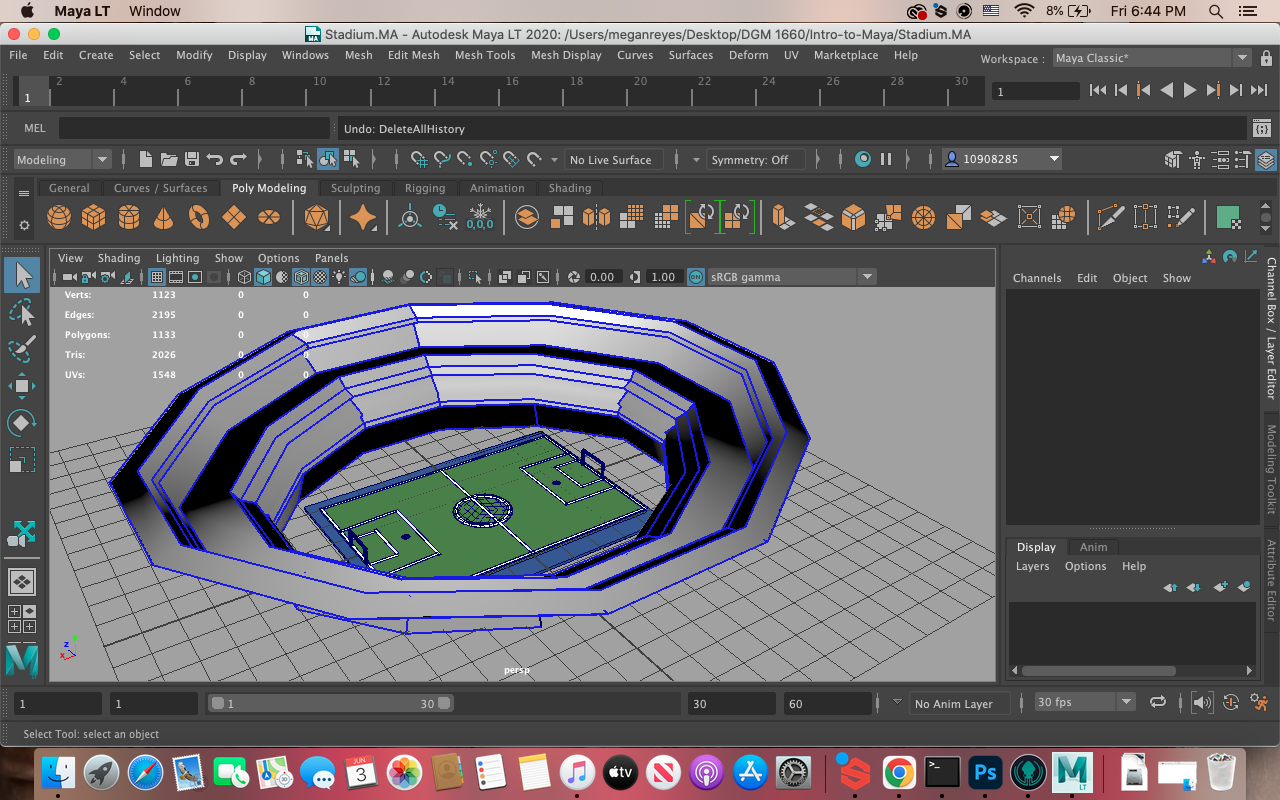 Maya LT Window 8% Fri 6:44 PM
Stadium.MA - Autodesk Maya LT 2020: /Users/meganreyes/Desktop/DGM 1660/Intro-to-Maya/Stadium.MA
File Edit Create Select Modify Display Windows Mesh Edit Mesh Mesh Tools Mesh Display Curves Surfaces Deform UV Marketplace Help Workspace : Maya Classic*
1 2 4 6 8 10 12 14 16 18 20 22 24 26 28 30 1
MEL Undo: DeleteAllHistory
Modeling No Live Surface Symmetry: Off 10908285
General Curves / Surfaces Poly Modeling Sculpting Rigging Animation Shading
0,0,0
View Shading Lighting Show Options Panels
0.00 1.00 ON sRGB gamma
Channels Edit Object Show
Verts: 1123 0 0
Edges: 2195 0 0
Polygons: 1133 0 0
Tris: 2026 0 0
UVs: 1548 0 0
Channel Box / Layer Editor
Modeling Toolkit
Attribute Editor
Display Anim
Layers Options Help
z
x
persp
1 1 1 30 30 60 No Anim Layer 30 fps
Select Tool: select an object
JUN
3
tv
Ps
LT